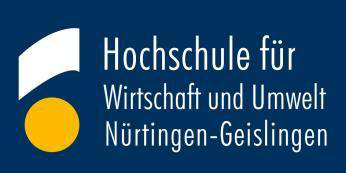 Hochschule für
Wirtschaft und Umwelt
Nürtingen-Geislingen